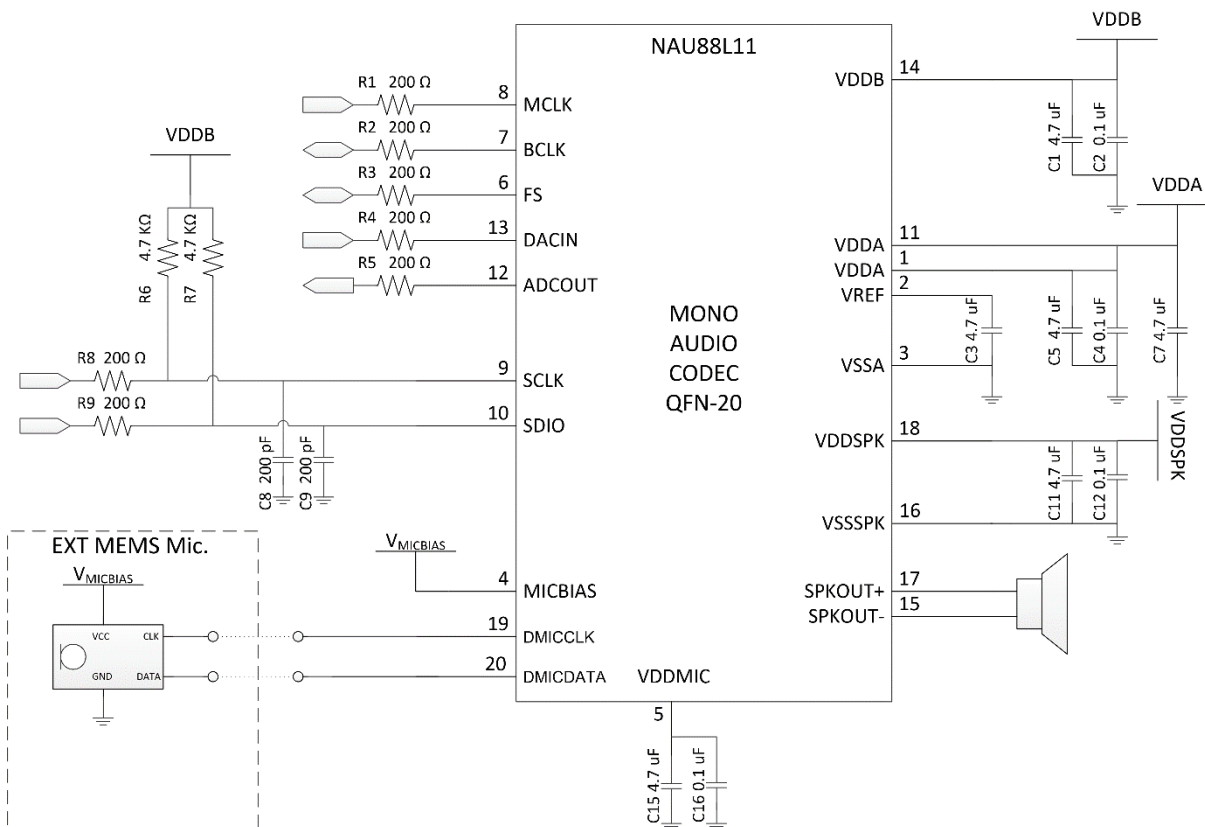 NAU88L11
MONO
AUDIO
CODEC
QFN-20
R1 200 Ω
8
MCLK
R2 200 Ω
7
BCLK
R3 200 Ω
6
FS
R4 200 Ω
13
DACIN
R5 200 Ω
12
ADCOUT
VDDB
R6 4.7 KΩ
R7 4.7 KΩ
R8 200 Ω
9
SCLK
R9 200 Ω
10
SDIO
C8 200 pF
C9 200 pF
EXT MEMS Mic.
VMICBIAS
VCC
CLK
GND
DATA
VMICBIAS
4
MICBIAS
19
DMICCLK
20
DMICDATA
VDDMIC
5
C15 4.7 uF
C16 0.1 uF
VDDB
VDDB
14
C1 4.7 uF
C2 0.1 uF
VDDA
VDDA
11
VDDA
1
VREF
2
VSSA
3
C3 4.7 uF
C5 4.7 uF
C4 0.1 uF
C7 4.7 uF
VDDSPK
18
VDDSPK
C11 4.7 uF
C12 0.1 uF
VSSSPK
16
SPKOUT+
17
SPKOUT-
15